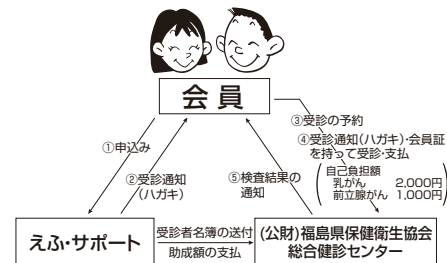 会員
①申込み
②受診通知
(ハガキ)
③受診の予約
④受診通知(ハガキ)・会員証
を持って受診・支払
自己負担額
乳がん 2,000円
前立腺がん 1,000円
⑤検査結果の
通知
えふ・サポート
受診者名簿の送付
助成額の支払
(公財)福島県保健衛生協会
総合健診センター